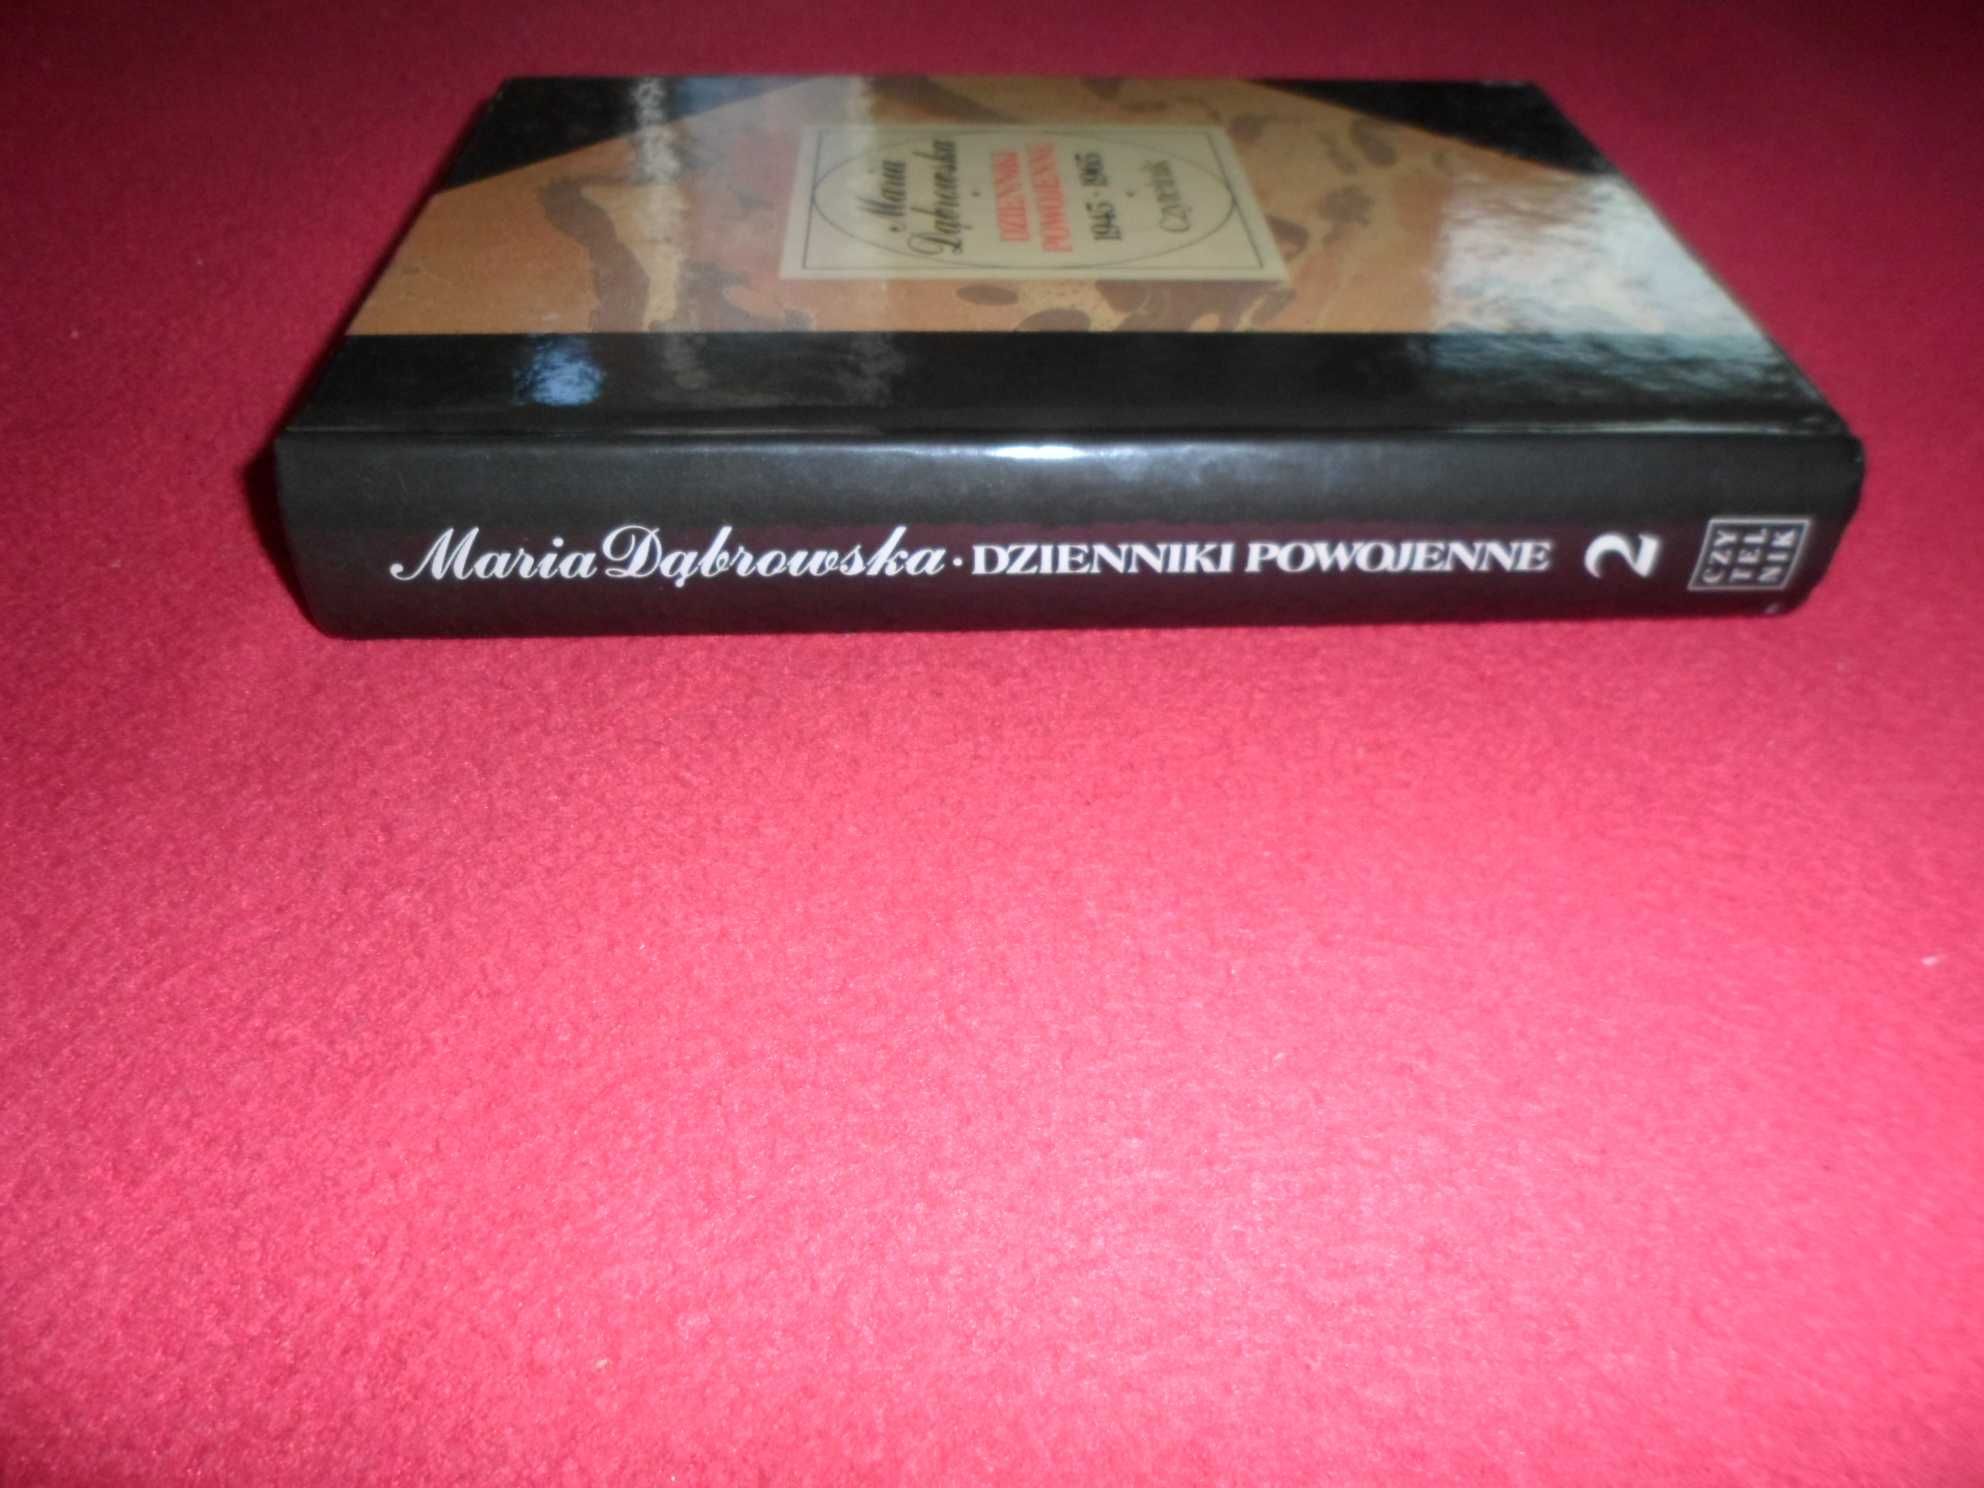 Maria
Dąbrowska
DZIENNIKI
POWOJENNE
1945 · 1965
Czytelnik
Maria Dąbrowska · DZIENNIKI POWOJENNE 2
CZY
TEL
NIK